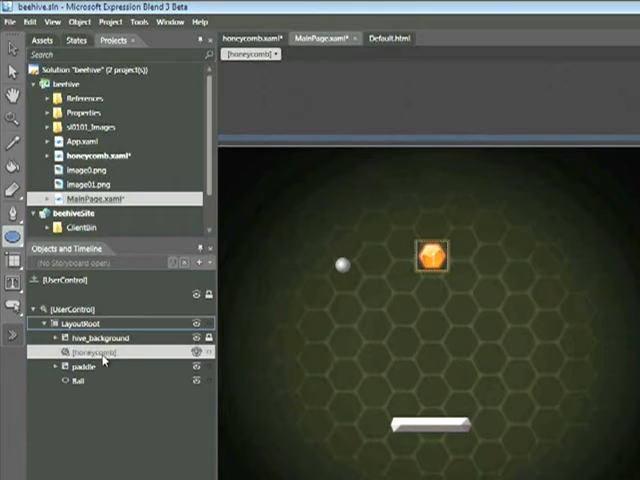 beehive.sln - Microsoft Expression Blend 3 Beta
File Edit View Object Project Tools Window Help
Assets States Projects ×
honeycomb.xaml* MainPage.xaml* × Default.html
Search
[honeycomb]
Solution "beehive" (2 project(s))
beehive
References
Properties
sl0101_Images
App.xaml
honeycomb.xaml*
Image0.png
Image01.png
MainPage.xaml*
beehiveSite
ClientBin
Objects and Timeline
(No Storyboard open)
[UserControl]
[UserControl]
LayoutRoot
hive_background
[honeycomb]
paddle
Ball